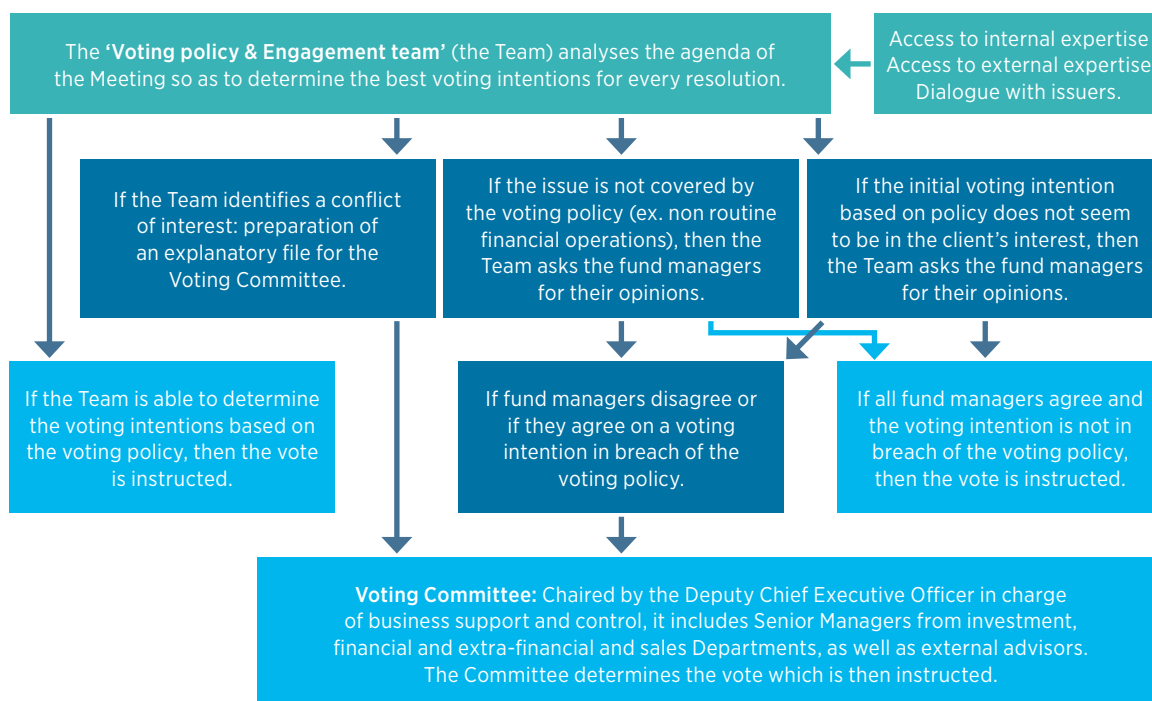 The ‘Voting policy & Engagement team’ (the Team) analyses the agenda of
the Meeting so as to determine the best voting intentions for every resolution.
Access to internal expertise
Access to external expertise
Dialogue with issuers.
If the Team identifies a conflict
of interest: preparation of
an explanatory file for the
Voting Committee.
If the issue is not covered by
the voting policy (ex. non routine
financial operations), then the
Team asks the fund managers
for their opinions.
If the initial voting intention
based on policy does not seem
to be in the client’s interest, then
the Team asks the fund managers
for their opinions.
If the Team is able to determine
the voting intentions based on
the voting policy, then the vote
is instructed.
If fund managers disagree or
if they agree on a voting
intention in breach of the
voting policy.
If all fund managers agree and
the voting intention is not in
breach of the voting policy,
then the vote is instructed.
Voting Committee: Chaired by the Deputy Chief Executive Officer in charge
of business support and control, it includes Senior Managers from investment,
financial and extra-financial and sales Departments, as well as external advisors.
The Committee determines the vote which is then instructed.